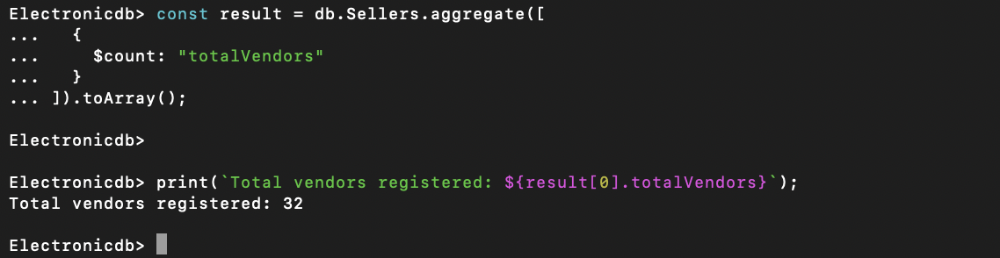 Electronicdb> const result = db.Sellers.aggregate([
...   {
...     $count: "totalVendors"
...   }
... ]).toArray();
Electronicdb>
Electronicdb> print(`Total vendors registered: ${result[0].totalVendors}`);
Total vendors registered: 32
Electronicdb>